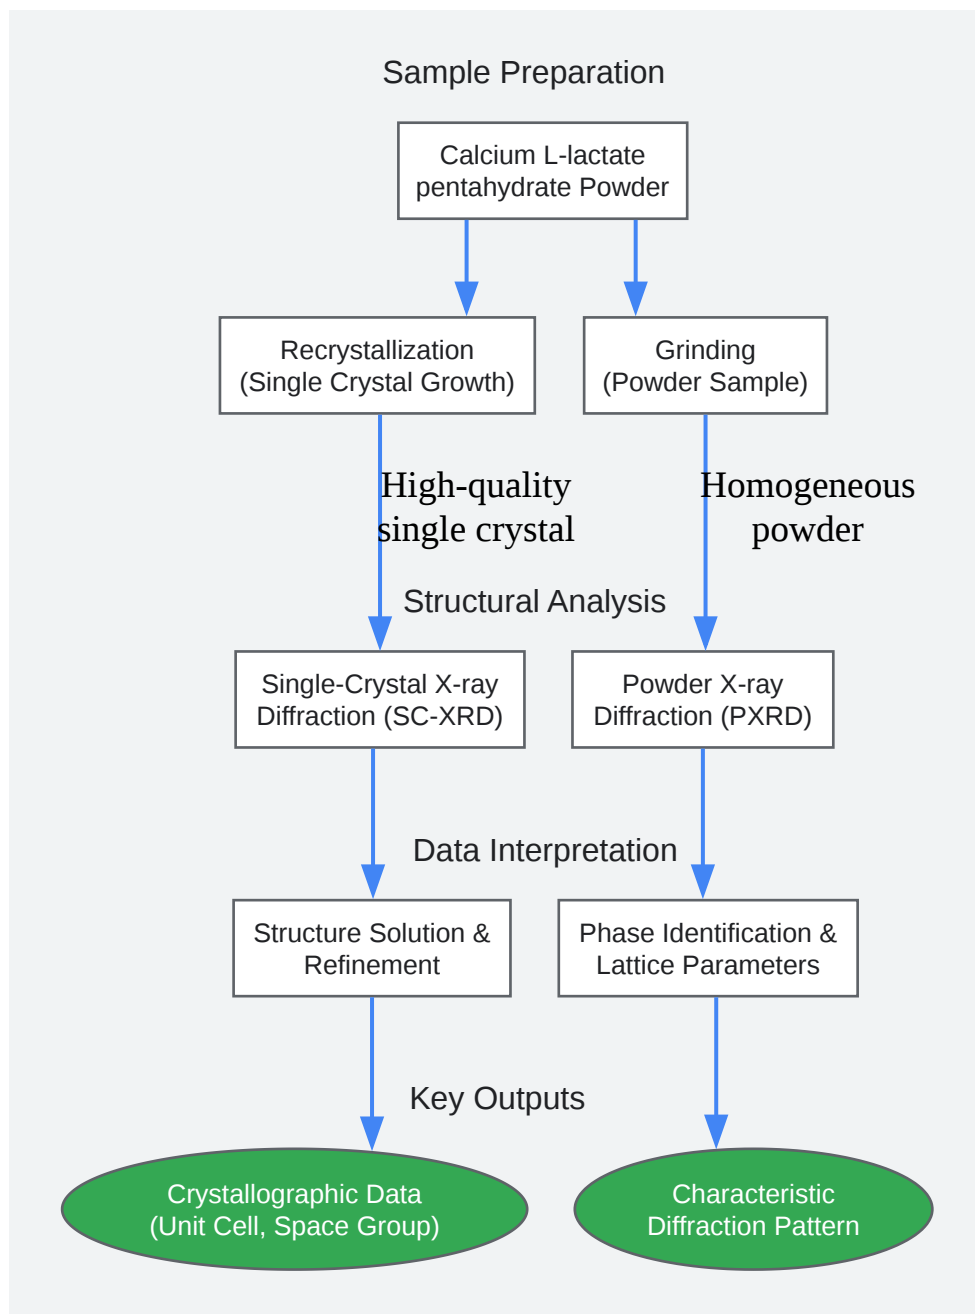 Sample Preparation
Calcium L-lactate
pentahydrate Powder
Recrystallization
(Single Crystal Growth)
Grinding
(Powder Sample)
High-quality
single crystal
Homogeneous
powder
Structural Analysis
Single-Crystal X-ray
Diffraction (SC-XRD)
Powder X-ray
Diffraction (PXRD)
Data Interpretation
Structure Solution &
Refinement
Phase Identification &
Lattice Parameters
Key Outputs
Crystallographic Data
(Unit Cell, Space Group)
Characteristic
Diffraction Pattern